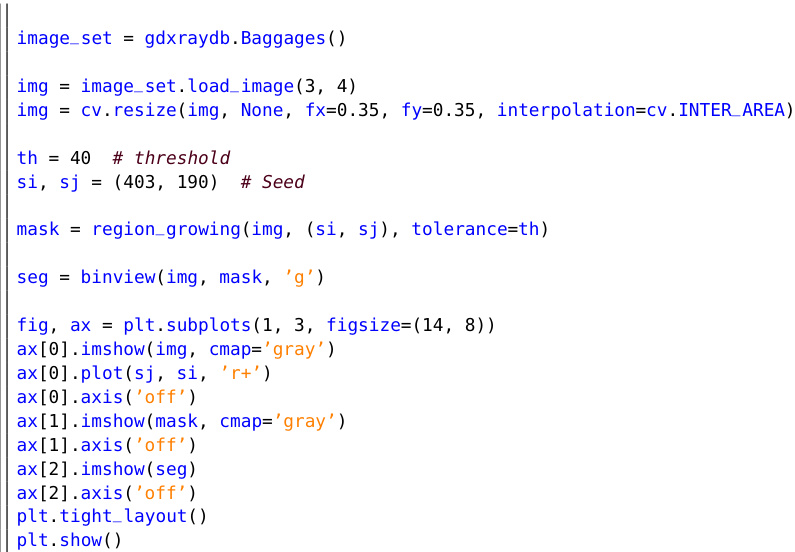 image_set = gdxraydb.Baggages()
img = image_set.load_image(3, 4)
img = cv.resize(img, None, fx=0.35, fy=0.35, interpolation=cv.INTER_AREA)
th = 40  # threshold
si, sj = (403, 190)  # Seed
mask = region_growing(img, (si, sj), tolerance=th)
seg = binview(img, mask, ’g’)
fig, ax = plt.subplots(1, 3, figsize=(14, 8))
ax[0].imshow(img, cmap=’gray’)
ax[0].plot(sj, si, ’r+’)
ax[0].axis(’off’)
ax[1].imshow(mask, cmap=’gray’)
ax[1].axis(’off’)
ax[2].imshow(seg)
ax[2].axis(’off’)
plt.tight_layout()
plt.show()